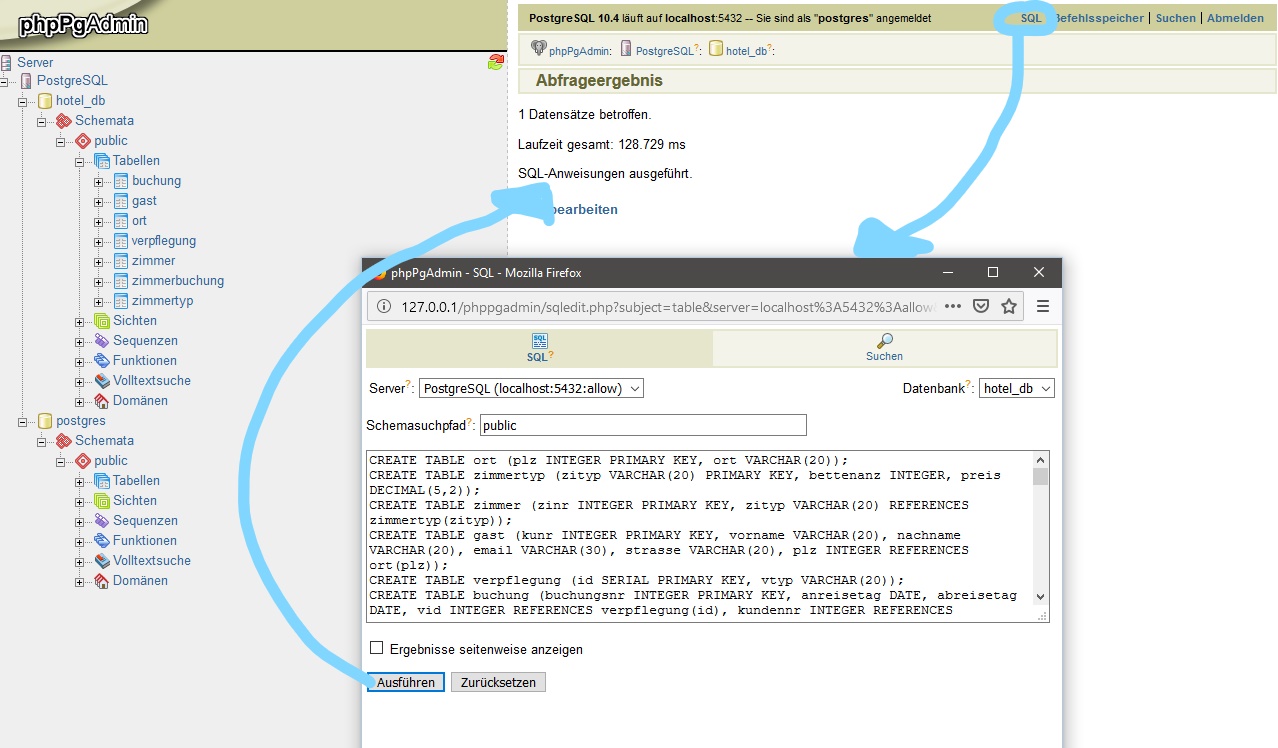 phpPgAdmin
Server
PostgreSQL
hotel_db
Schemata
public
Tabellen
buchung
gast
ort
verpflegung
zimmer
zimmerbuchung
zimmertyp
Sichten
Sequenzen
Funktionen
Volltextsuche
Domänen
postgres
Schemata
public
Tabellen
Sichten
Sequenzen
Funktionen
Volltextsuche
Domänen
PostgreSQL 10.4 läuft auf localhost:5432 -- Sie sind als "postgres" angemeldet
SQL Befehlsspeicher | Suchen | Abmelden
phpPgAdmin: PostgreSQL?: hotel_db?:
Abfrageergebnis
1 Datensätze betroffen.
Laufzeit gesamt: 128.729 ms
SQL-Anweisungen ausgeführt.
bearbeiten
phpPgAdmin - SQL - Mozilla Firefox
127.0.0.1/phppgadmin/sqledit.php?subject=table&server=localhost%3A5432%3Aallow
SQL
SQL?
Suchen
Server?: PostgreSQL (localhost:5432:allow)
Datenbank?: hotel_db
Schemasuchpfad?: public
CREATE TABLE ort (plz INTEGER PRIMARY KEY, ort VARCHAR(20));
CREATE TABLE zimmertyp (zityp VARCHAR(20) PRIMARY KEY, bettenanz INTEGER, preis
DECIMAL(5,2));
CREATE TABLE zimmer (zinr INTEGER PRIMARY KEY, zityp VARCHAR(20) REFERENCES
zimmertyp(zityp));
CREATE TABLE gast (kunr INTEGER PRIMARY KEY, vorname VARCHAR(20), nachname
VARCHAR(20), email VARCHAR(30), strasse VARCHAR(20), plz INTEGER REFERENCES
ort(plz));
CREATE TABLE verpflegung (id SERIAL PRIMARY KEY, vtyp VARCHAR(20));
CREATE TABLE buchung (buchungsnr INTEGER PRIMARY KEY, anreisetag DATE, abreisetag
DATE, vid INTEGER REFERENCES verpflegung(id), kundennr INTEGER REFERENCES
Ergebnisse seitenweise anzeigen
Ausführen
Zurücksetzen